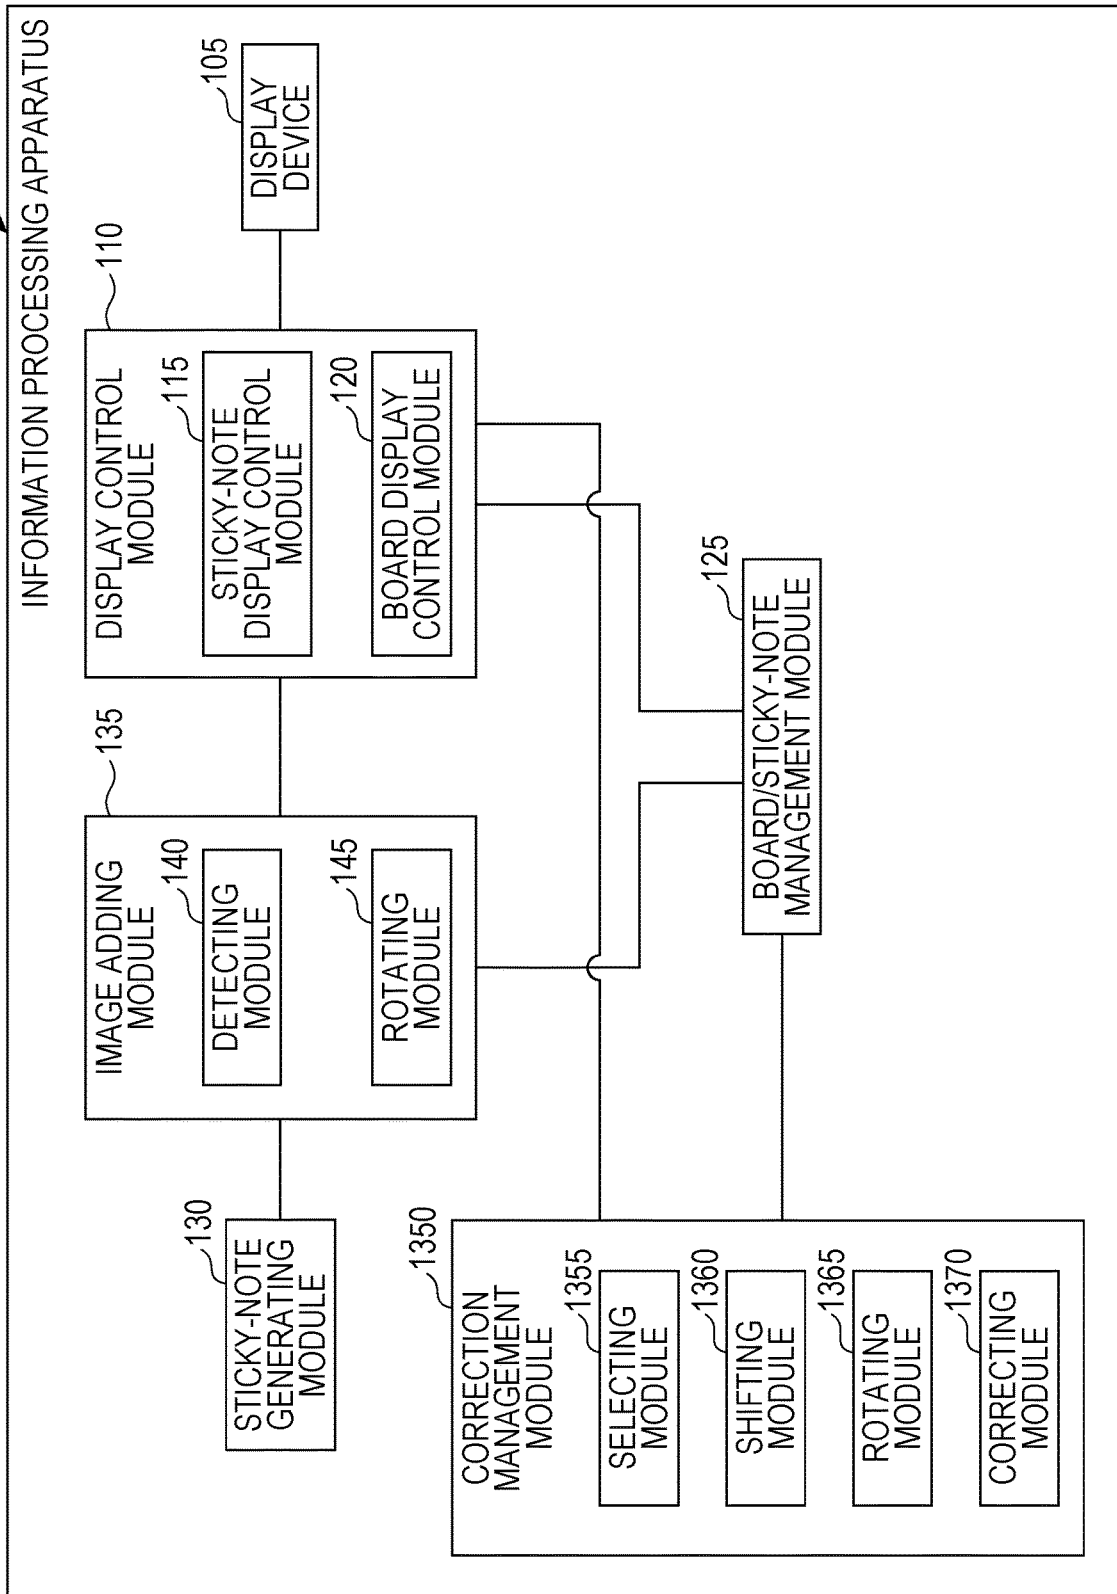 INFORMATION PROCESSING APPARATUS
130
STICKY-NOTE
GENERATING
MODULE
135
IMAGE ADDING
MODULE
140
DETECTING
MODULE
145
ROTATING
MODULE
110
DISPLAY CONTROL
MODULE
115
STICKY-NOTE
DISPLAY CONTROL
MODULE
120
BOARD DISPLAY
CONTROL MODULE
105
DISPLAY
DEVICE
1350
CORRECTION
MANAGEMENT
MODULE
1355
SELECTING
MODULE
1360
SHIFTING
MODULE
1365
ROTATING
MODULE
1370
CORRECTING
MODULE
125
BOARD/STICKY-NOTE
MANAGEMENT MODULE